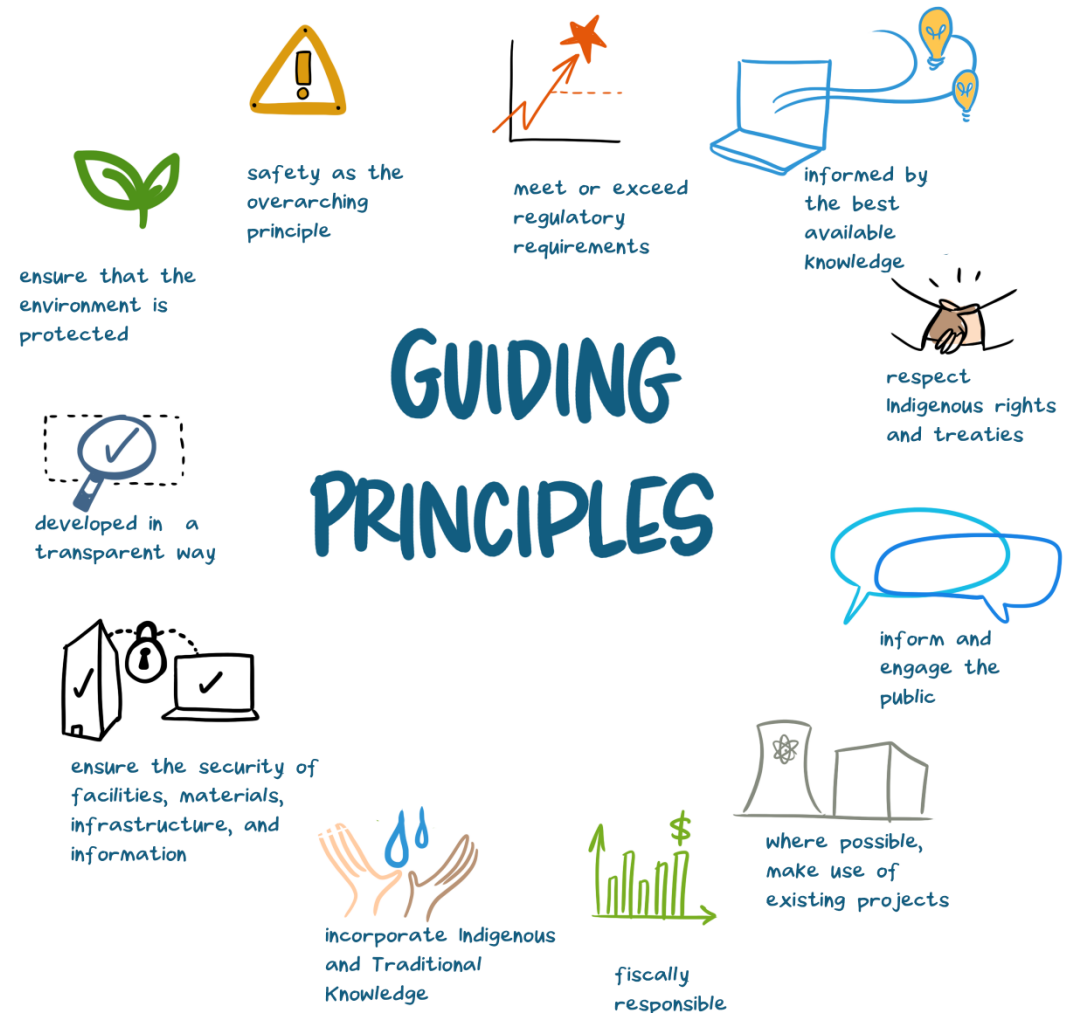 GUIDING
PRINCIPLES
safety as the
overarching
principle
meet or exceed
regulatory
requirements
informed by
the best
available
knowledge
respect
Indigenous rights
and treaties
inform and
engage the
public
where possible,
make use of
existing projects
fiscally
responsible
incorporate Indigenous
and Traditional
Knowledge
ensure the security of
facilities, materials,
infrastructure, and
information
developed in a
transparent way
ensure that the
environment is
protected
$